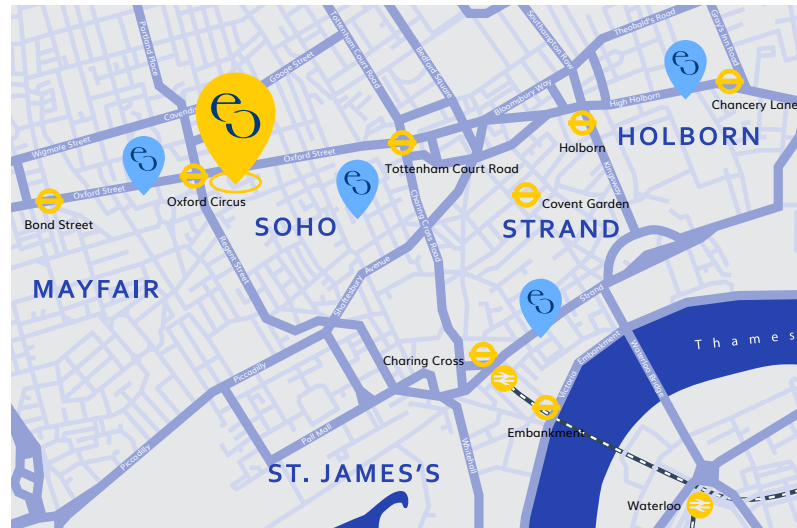 Portland Place
Tottenham Court Road
Southampton Row
Theobald's Road
Gray's Inn Road
Goodge Street
Bedford Square
Bloomsbury Way
High Holborn
Chancery Lane
HOLBORN
Holborn
Wigmore Street
Oxford Street
Tottenham Court Road
Oxford Street
Oxford Circus
Bond Street
Kingsway
Covent Garden
SOHO
STRAND
Charing Cross Road
Regent Street
MAYFAIR
Shaftesbury Avenue
Strand
Thames
Charing Cross
Victoria Embankment
Waterloo Bridge
Piccadilly
Embankment
Pall Mall
Piccadilly
Whitehall
ST. JAMES'S
Waterloo